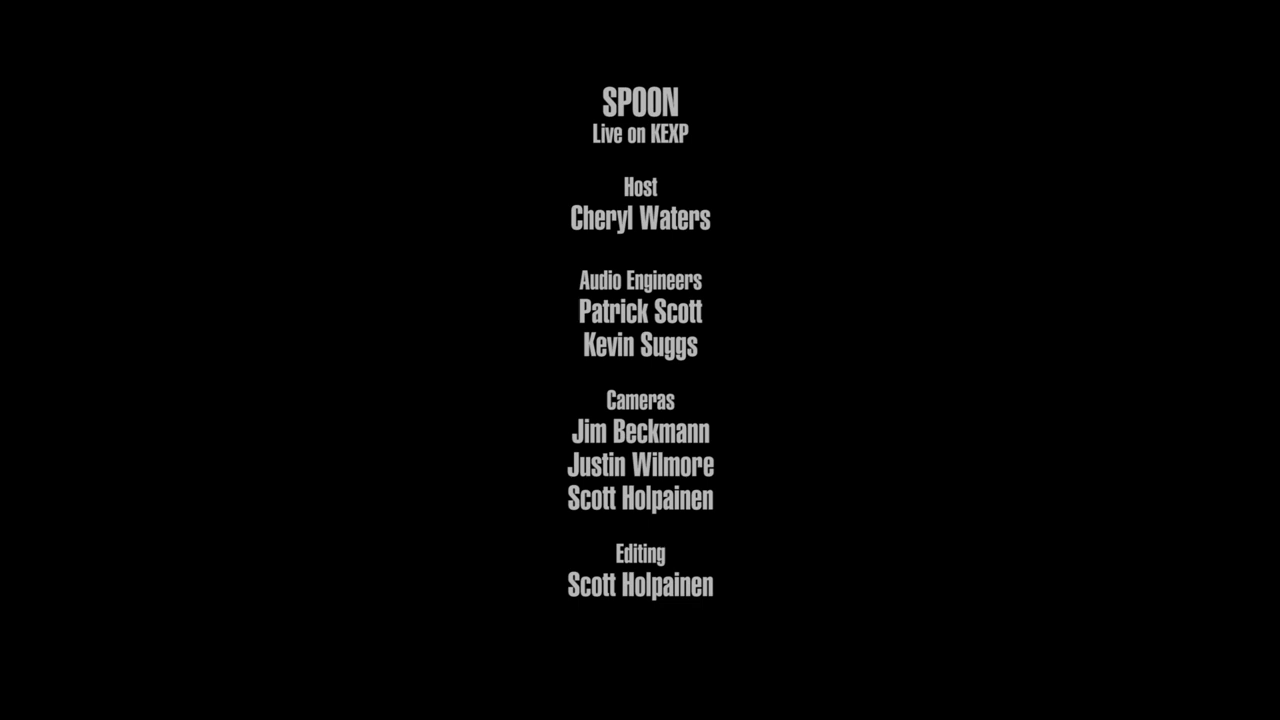 SPOON
Live on KEXP
Host
Cheryl Waters
Audio Engineers
Patrick Scott
Kevin Suggs
Cameras
Jim Beckmann
Justin Wilmore
Scott Holpainen
Editing
Scott Holpainen